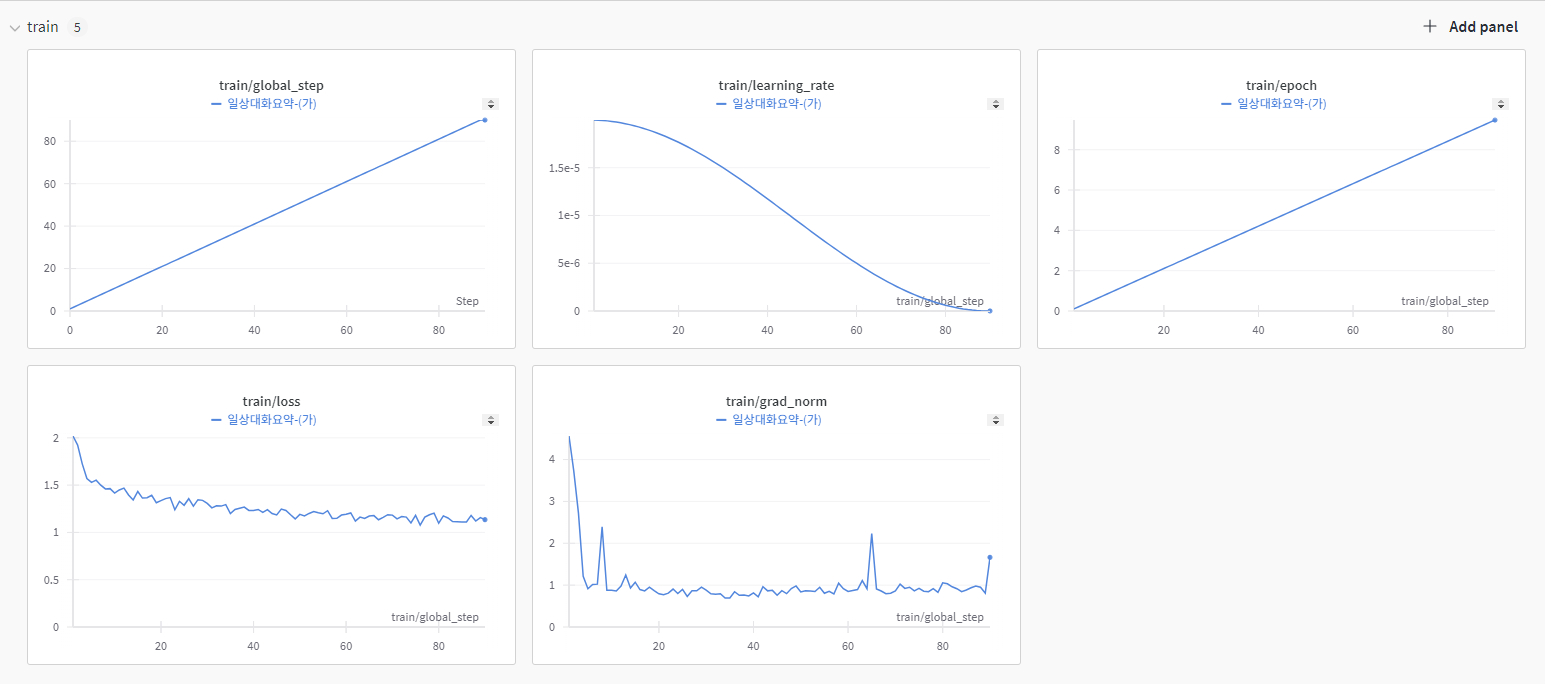 train 5
+ Add panel
train/global_step
일상대화요약-(가)
80
60
40
20
0
Step
0 20 40 60 80
train/learning_rate
일상대화요약-(가)
1.5e-5
1e-5
5e-6
0
train/global_step
20 40 60 80
train/epoch
일상대화요약-(가)
8
6
4
2
0
train/global_step
20 40 60 80
train/loss
일상대화요약-(가)
2
1.5
1
0.5
0
train/global_step
20 40 60 80
train/grad_norm
일상대화요약-(가)
4
3
2
1
0
train/global_step
20 40 60 80